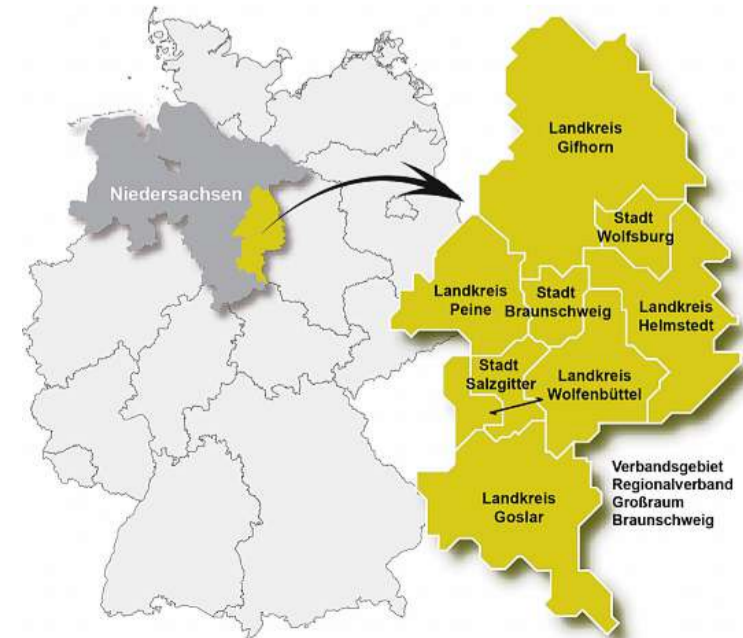 Niedersachsen
Landkreis
Gifhorn
Stadt
Wolfsburg
Landkreis
Peine
Stadt
Braunschweig
Landkreis
Helmstedt
Stadt
Salzgitter
Landkreis
Wolfenbüttel
Landkreis
Goslar
Verbandsgebiet
Regionalverband
Großraum
Braunschweig